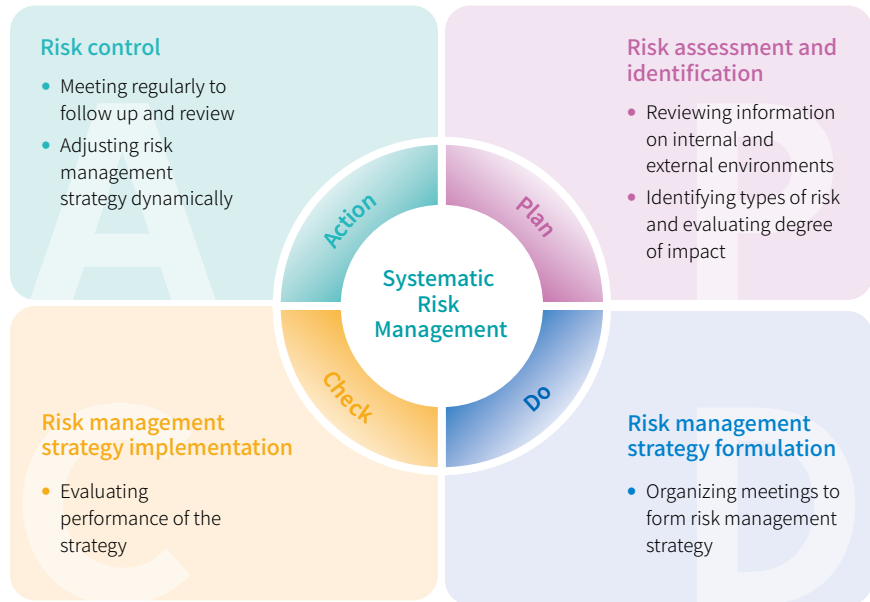 Risk control
• Meeting regularly to
follow up and review
• Adjusting risk
management
strategy dynamically
A
Risk assessment and
identification
• Reviewing information
on internal and
external environments
• Identifying types of risk
and evaluating degree
of impact
P
Action
Plan
Systematic
Risk
Management
Check
Do
Risk management
strategy implementation
• Evaluating
performance of the
strategy
C
Risk management
strategy formulation
• Organizing meetings to
form risk management
strategy
D